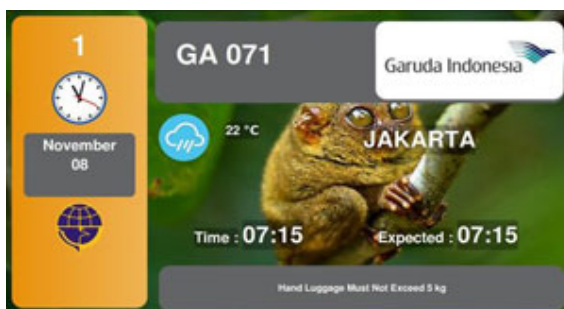 1
November
08
GA 071
Garuda Indonesia
22 °C
JAKARTA
Time : 07:15
Expected : 07:15
Hand Luggage Must Not Exceed 5 kg